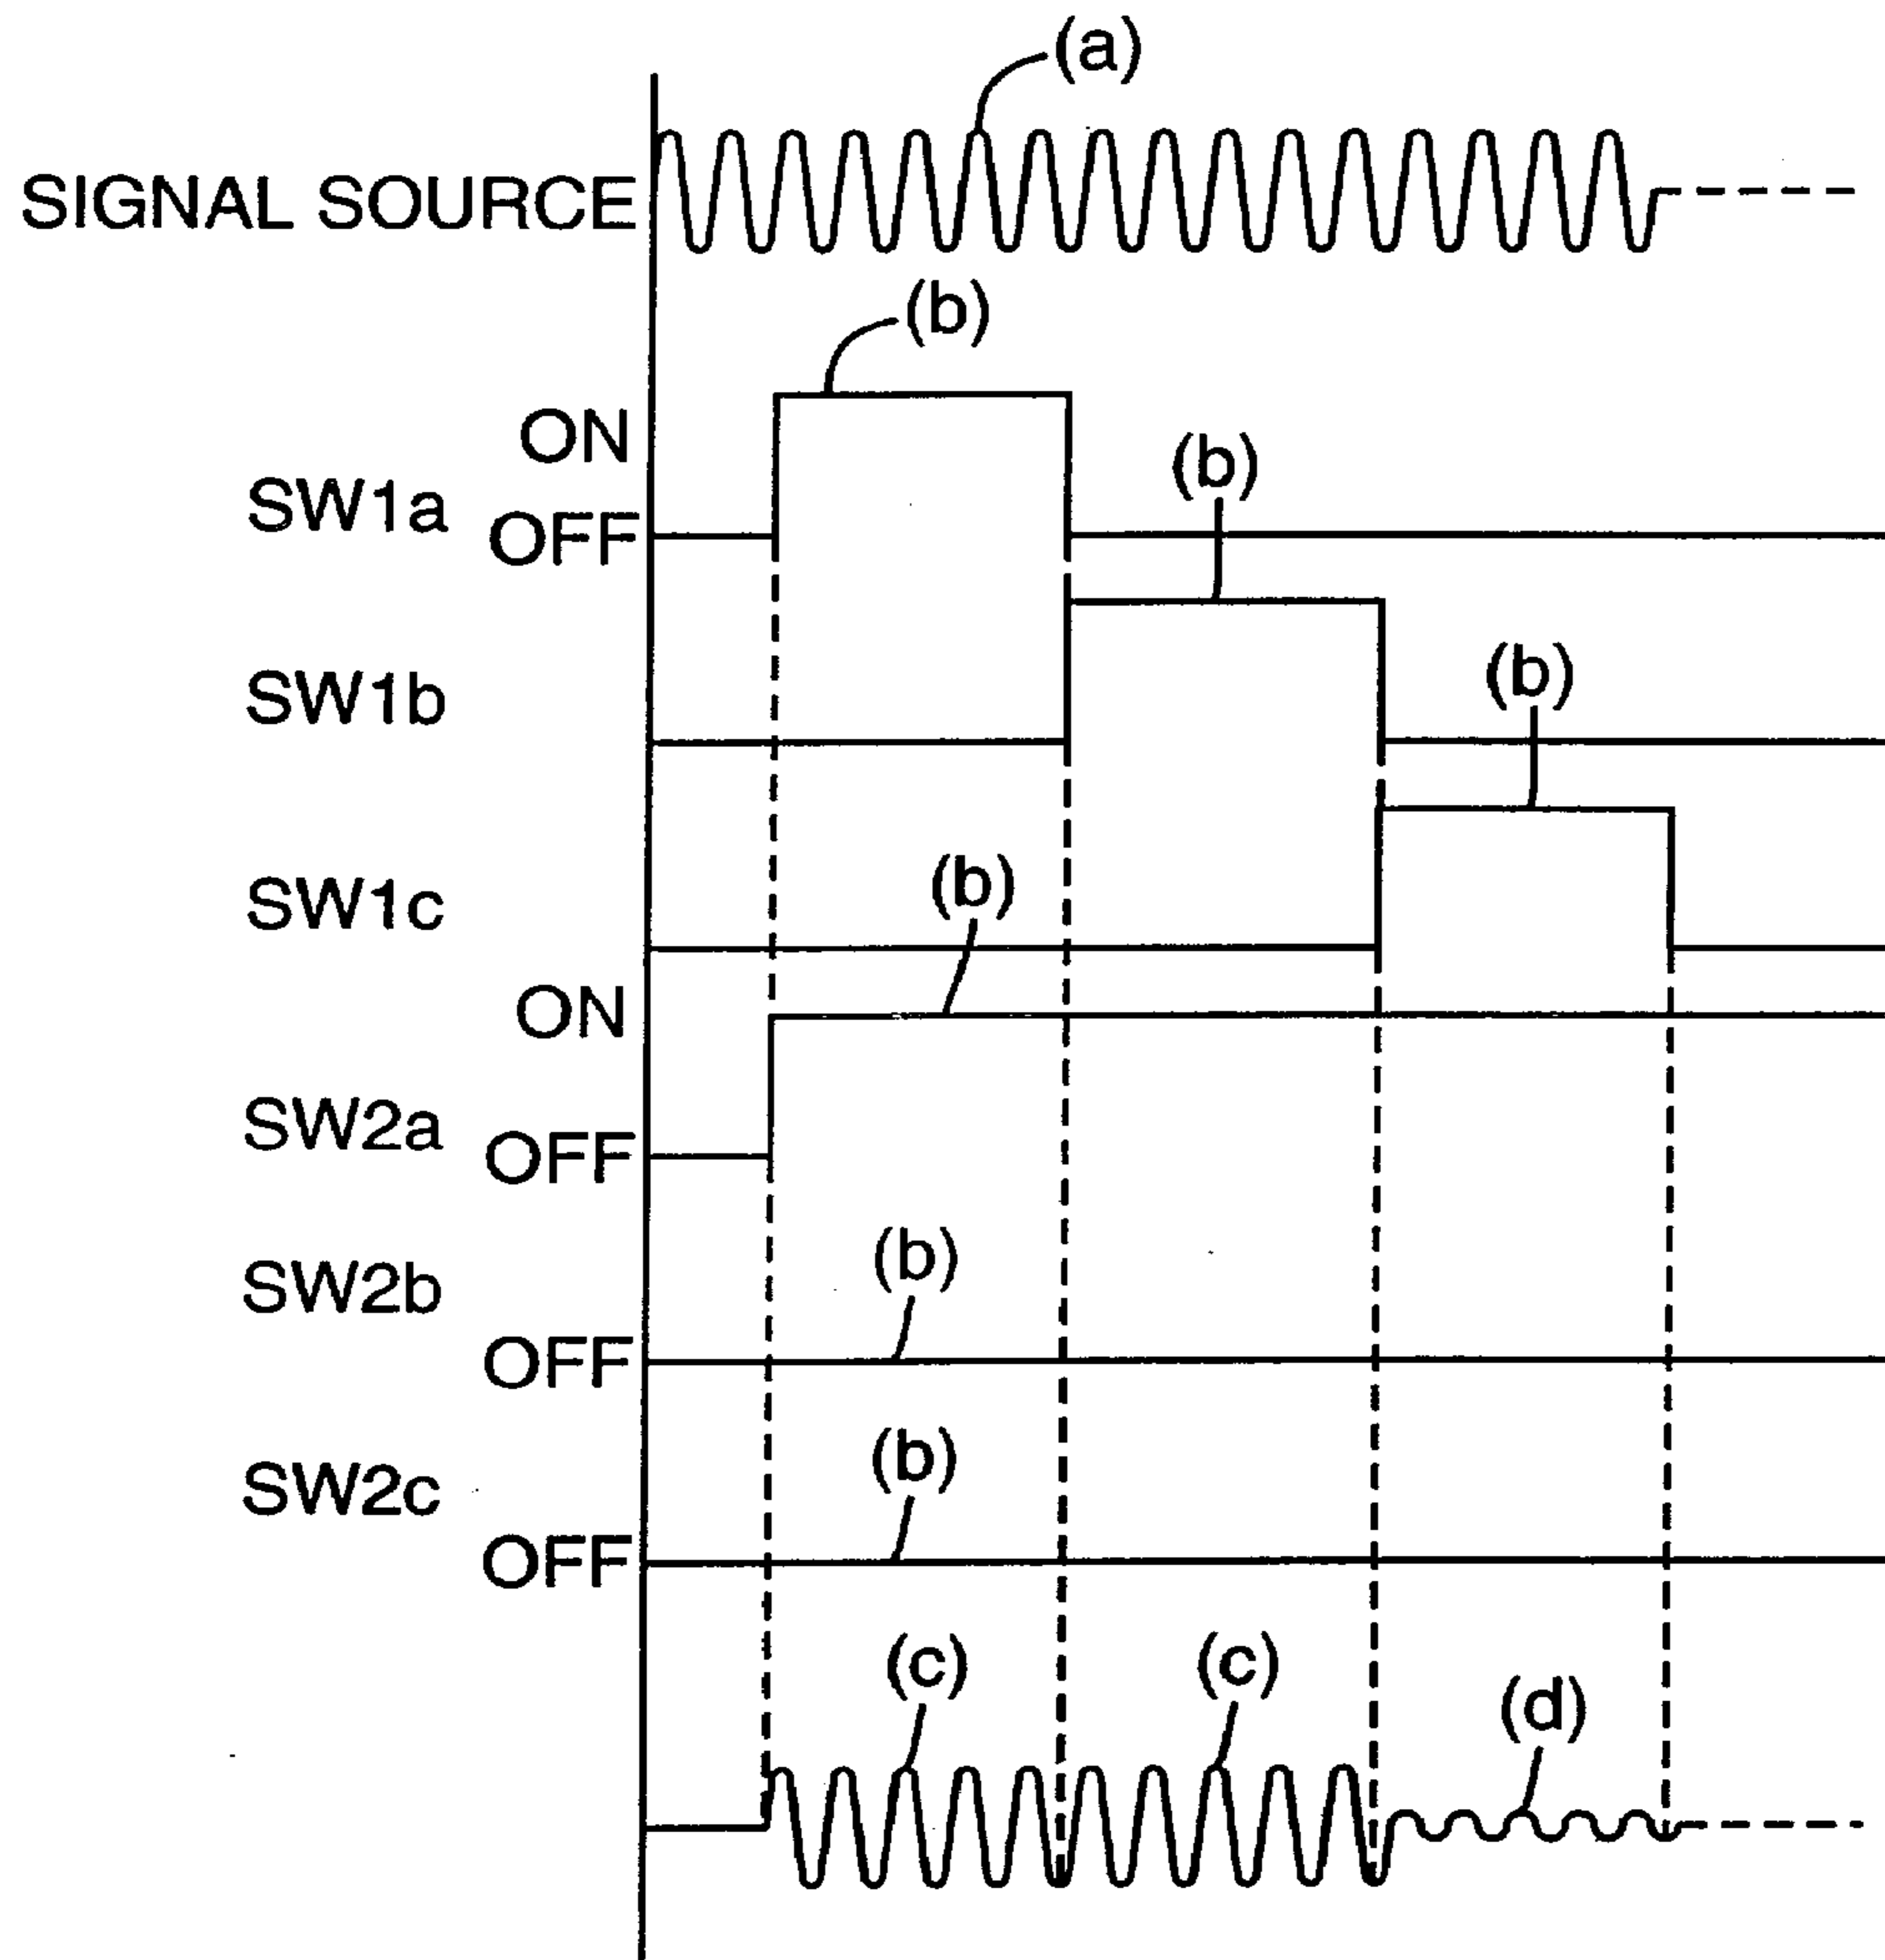 (a)
SIGNAL SOURCE
(b)
ON
SW1a
OFF
(b)
SW1b
(b)
SW1c
(b)
ON
SW2a
OFF
(b)
SW2b
OFF
(b)
SW2c
OFF
(c)
(c)
(d)